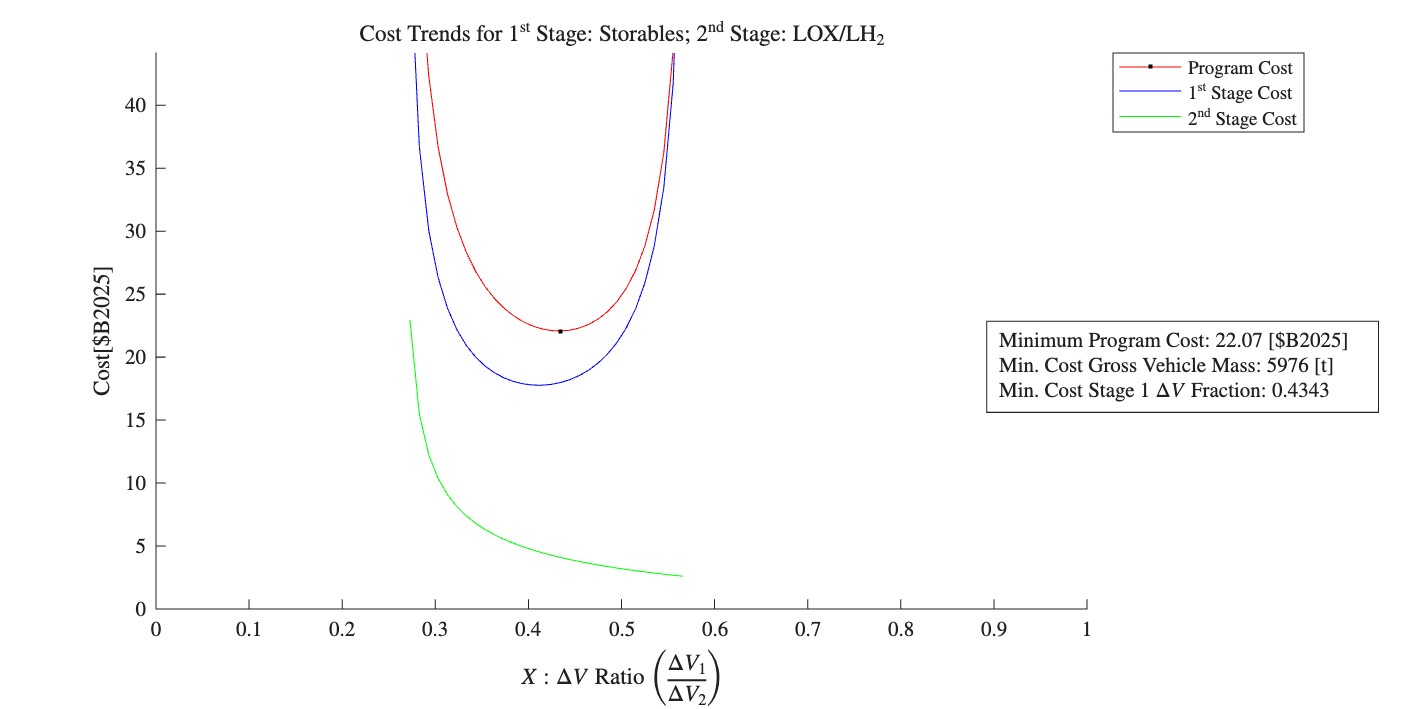 Cost Trends for 1st Stage: Storables; 2nd Stage: LOX/LH₂
Program Cost
1st Stage Cost
2nd Stage Cost
Cost[$B2025]
40
35
30
25
20
15
10
5
0
Minimum Program Cost: 22.07 [$B2025]
Min. Cost Gross Vehicle Mass: 5976 [t]
Min. Cost Stage 1 ΔV Fraction: 0.4343
0 0.1 0.2 0.3 0.4 0.5 0.6 0.7 0.8 0.9 1
X : ΔV Ratio (ΔV₁/ΔV₂)